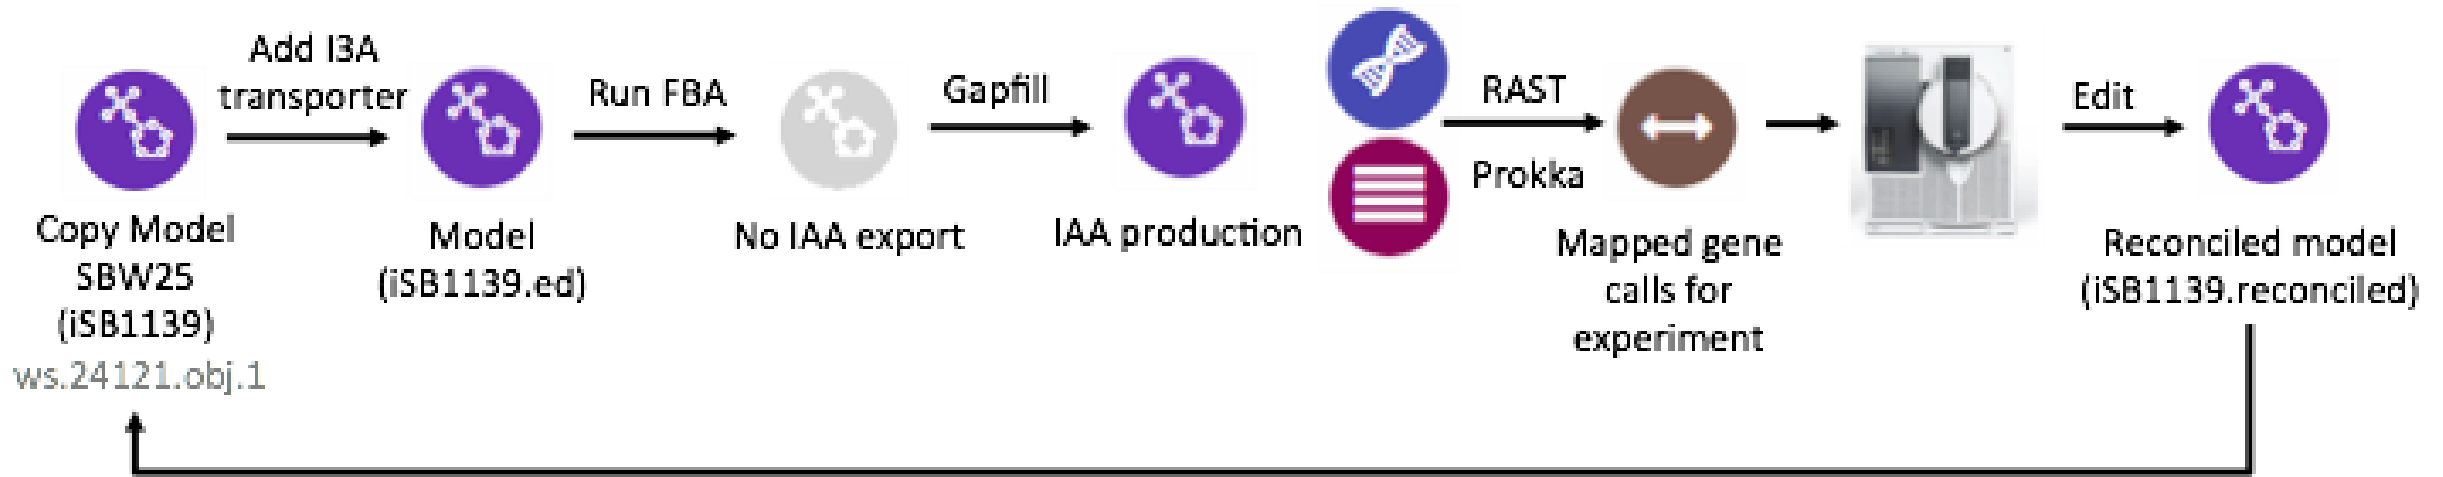 Add I3A
transporter
Run FBA
Gapfill
RAST
Prokka
Edit
Copy Model
SBW25
(iSB1139)
ws.24121.obj.1
Model
(iSB1139.ed)
No IAA export
IAA production
Mapped gene
calls for
experiment
Reconciled model
(iSB1139.reconciled)